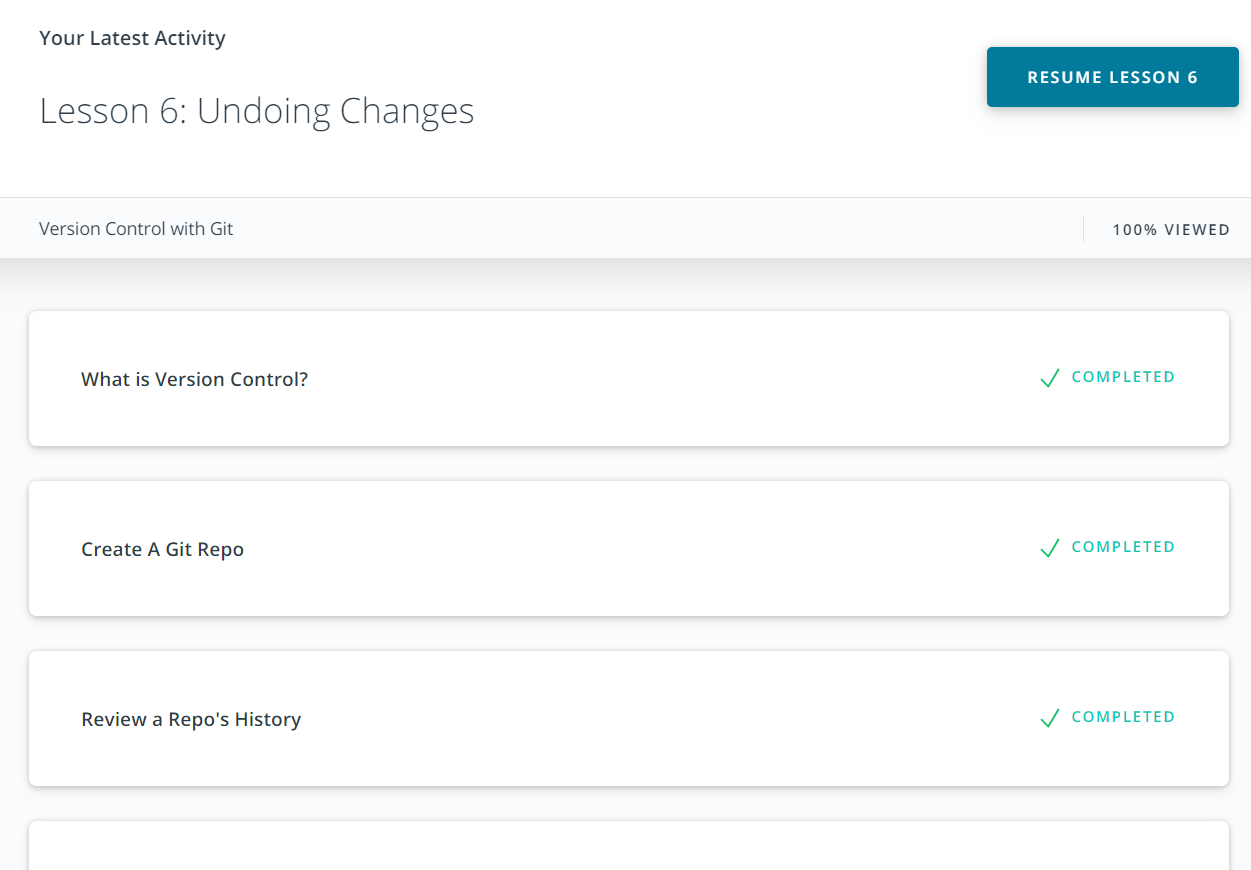 Your Latest Activity
RESUME LESSON 6
Lesson 6: Undoing Changes
Version Control with Git
100% VIEWED
What is Version Control?
COMPLETED
Create A Git Repo
COMPLETED
Review a Repo's History
COMPLETED